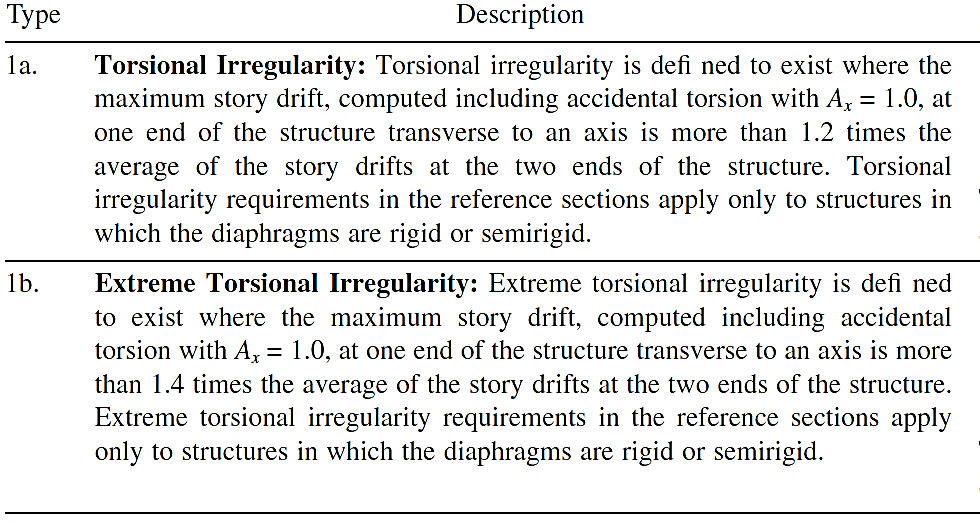 Type Description
1a. Torsional Irregularity: Torsional irregularity is defi ned to exist where the
maximum story drift, computed including accidental torsion with Ax = 1.0, at
one end of the structure transverse to an axis is more than 1.2 times the
average of the story drifts at the two ends of the structure. Torsional
irregularity requirements in the reference sections apply only to structures in
which the diaphragms are rigid or semirigid.
1b. Extreme Torsional Irregularity: Extreme torsional irregularity is defi ned
to exist where the maximum story drift, computed including accidental
torsion with Ax = 1.0, at one end of the structure transverse to an axis is more
than 1.4 times the average of the story drifts at the two ends of the structure.
Extreme torsional irregularity requirements in the reference sections apply
only to structures in which the diaphragms are rigid or semirigid.